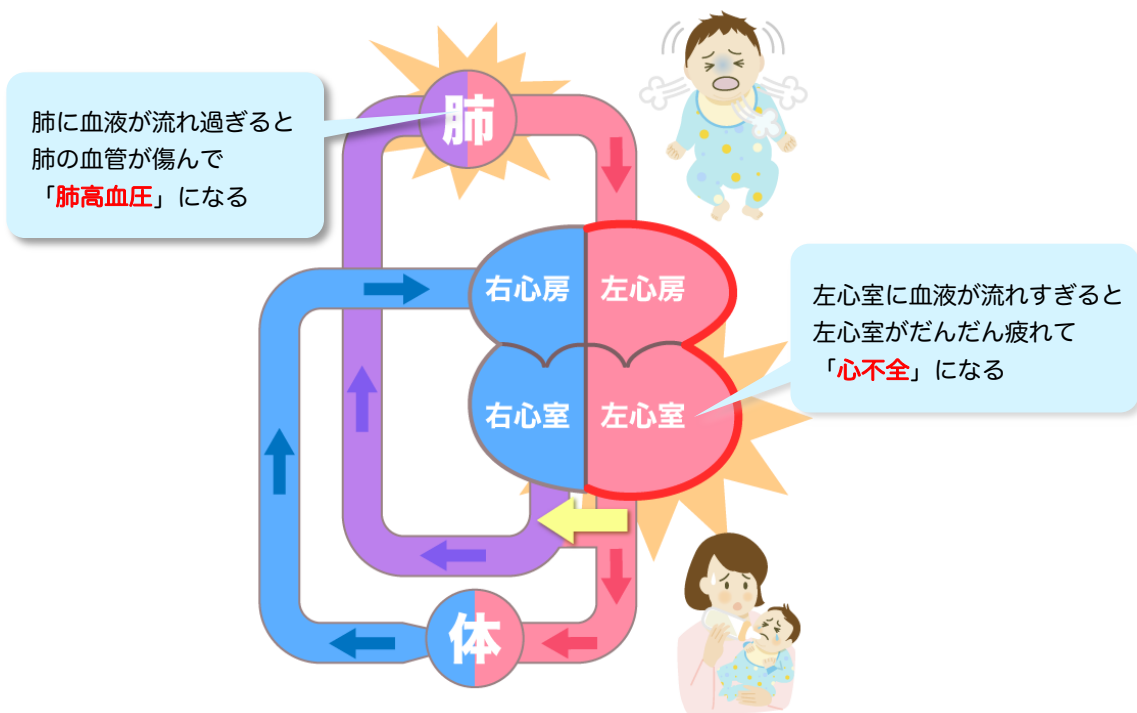 肺
肺に血液が流れ過ぎると
肺の血管が傷んで
「肺高血圧」になる
右心房
左心房
左心室に血液が流れすぎると
左心室がだんだん疲れて
「心不全」になる
右心室
左心室
体